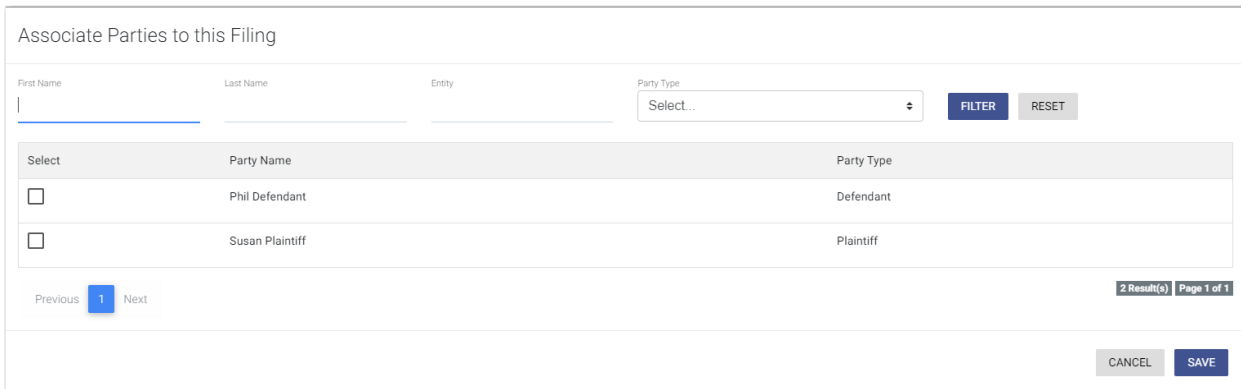 Associate Parties to this Filing
First Name Last Name Entity Party Type
Select... FILTER RESET
Select Party Name Party Type
Phil Defendant Defendant
Susan Plaintiff Plaintiff
Previous 1 Next 2 Result(s) Page 1 of 1
CANCEL SAVE